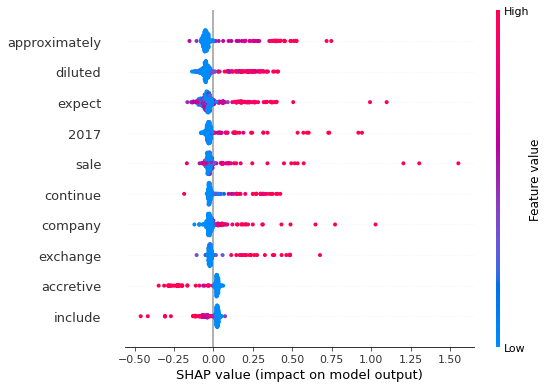 High
approximately
diluted
expect
2017
sale
continue
company
exchange
accretive
include
Low
Feature value
−0.50 −0.25 0.00 0.25 0.50 0.75 1.00 1.25 1.50
SHAP value (impact on model output)